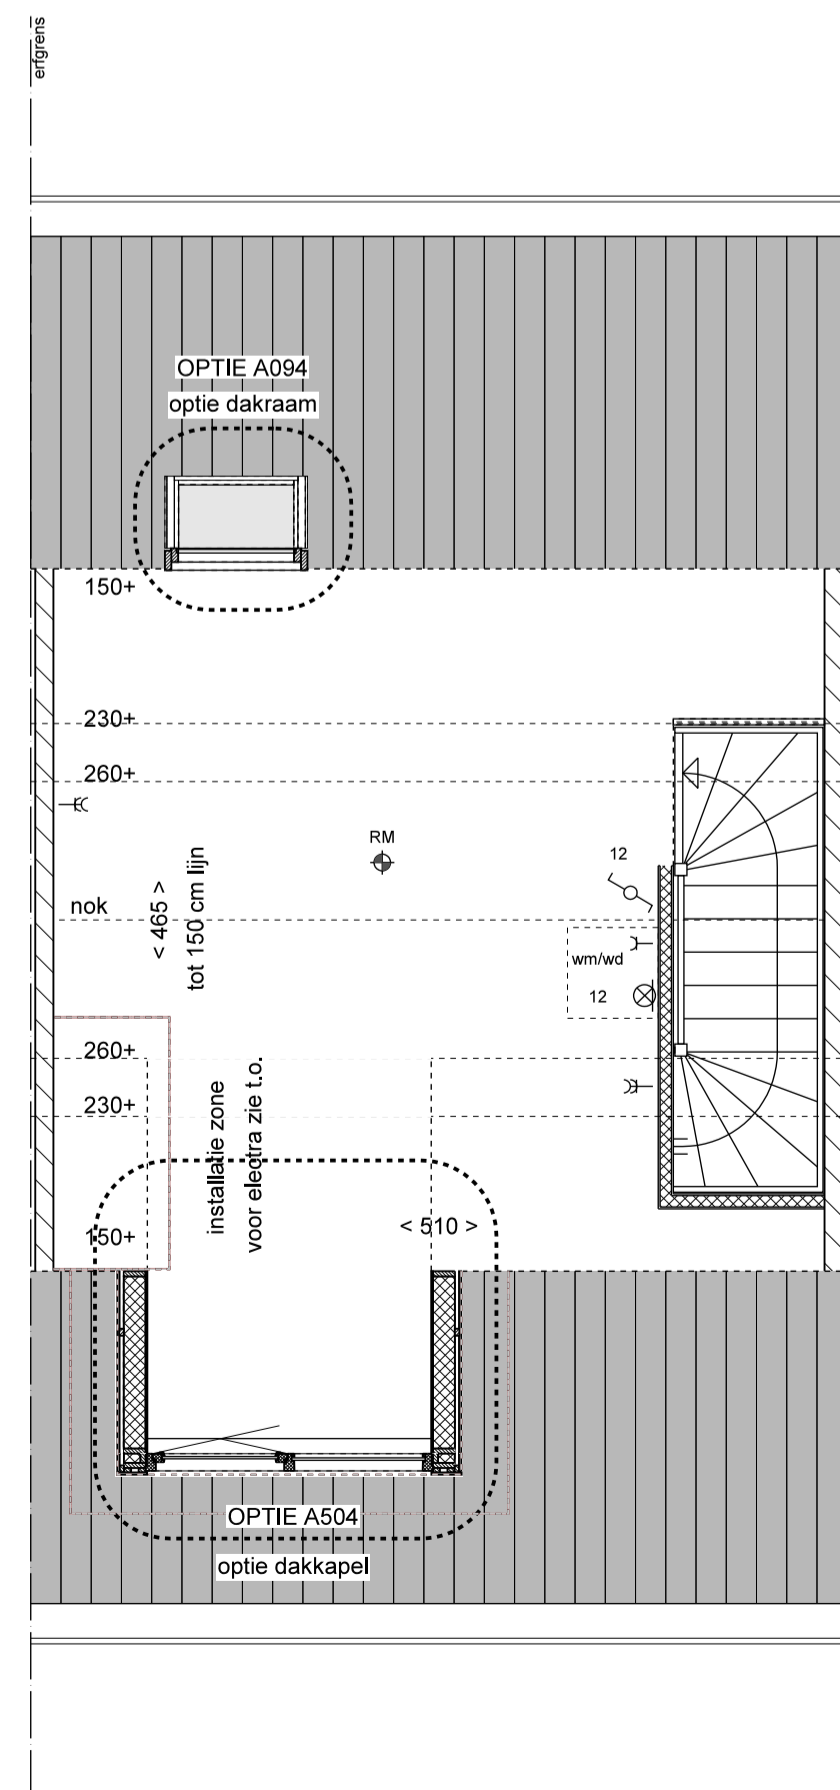 erfgrens
OPTIE A094
optie dakraam
150+
230+
260+
RM
12
nok
< 465 >
tot 150 cm lijn
wm/wd
12
260+
230+
installatie zone
voor electra zie t.o.
150+
< 510 >
OPTIE A504
optie dakkapel